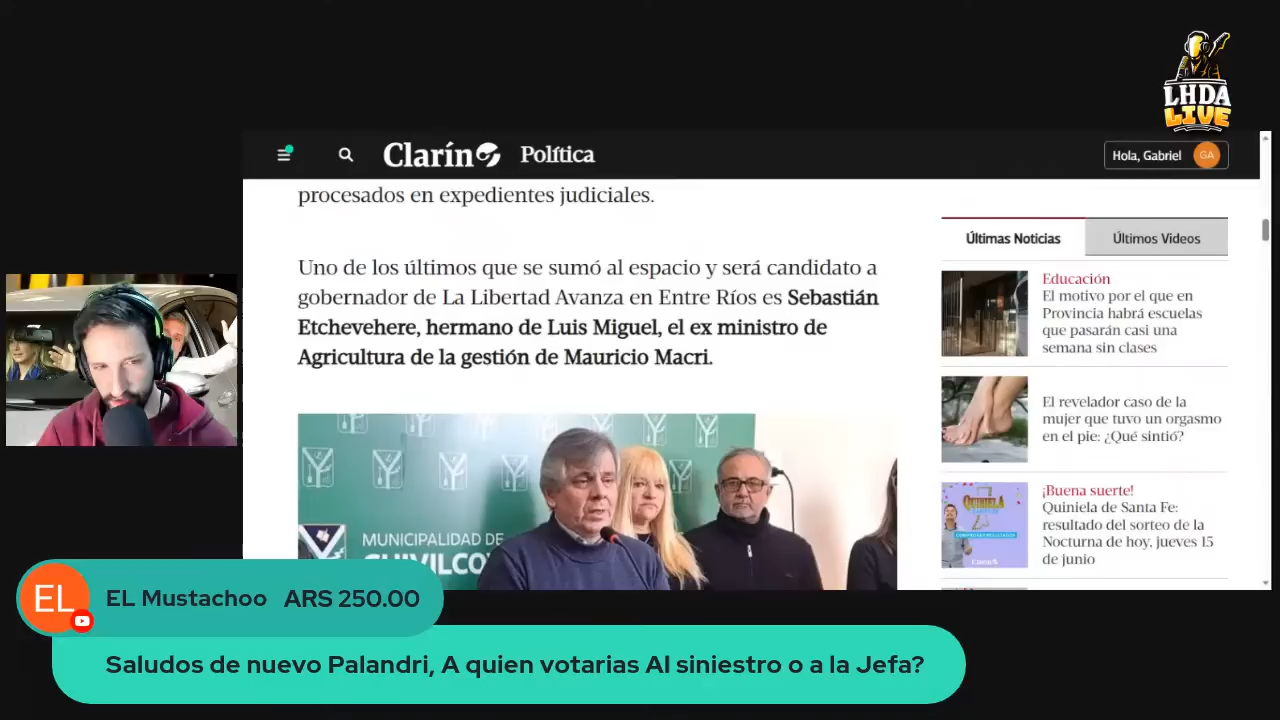 LHDA
LIVE
Clarín
Política
Hola, Gabriel
GA
procesados en expedientes judiciales.
Uno de los últimos que se sumó al espacio y será candidato a
gobernador de La Libertad Avanza en Entre Ríos es Sebastián
Etchevehere, hermano de Luis Miguel, el ex ministro de
Agricultura de la gestión de Mauricio Macri.
MUNICIPALIDAD DE
Últimas Noticias
Últimos Videos
Educación
El motivo por el que en
Provincia habrá escuelas
que pasarán casi una
semana sin clases
El revelador caso de la
mujer que tuvo un orgasmo
en el pie: ¿Qué sintió?
QUINIELA
¡Buena suerte!
Quiniela de Santa Fe:
resultado del sorteo de la
Nocturna de hoy, jueves 15
de junio
EL
EL Mustachoo ARS 250.00
Saludos de nuevo Palandri, A quien votarias Al siniestro o a la Jefa?